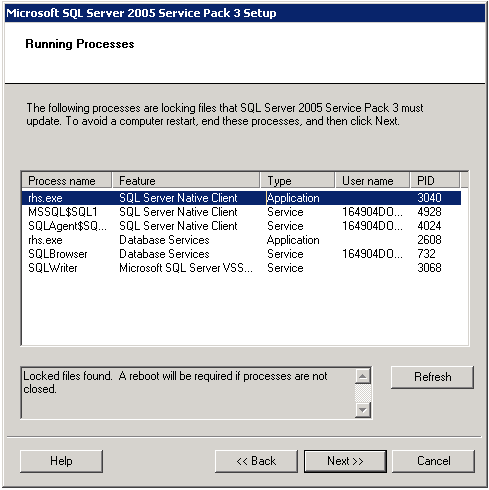 Microsoft SQL Server 2005 Service Pack 3 Setup
Running Processes
The following processes are locking files that SQL Server 2005 Service Pack 3 must
update. To avoid a computer restart, end these processes, and then click Next.
Process name Feature Type User name PID
rhs.exe SQL Server Native Client Application 3040
MSSQL$SQL1 SQL Server Native Client Service 164904DO... 4928
SQLAgent$SQ... SQL Server Native Client Service 164904DO... 4024
rhs.exe Database Services Application 2608
SQLBrowser Database Services Service 164904DO... 732
SQLWriter Microsoft SQL Server VSS... Service 3068
Locked files found. A reboot will be required if processes are not
closed.
Refresh
Help << Back Next >> Cancel